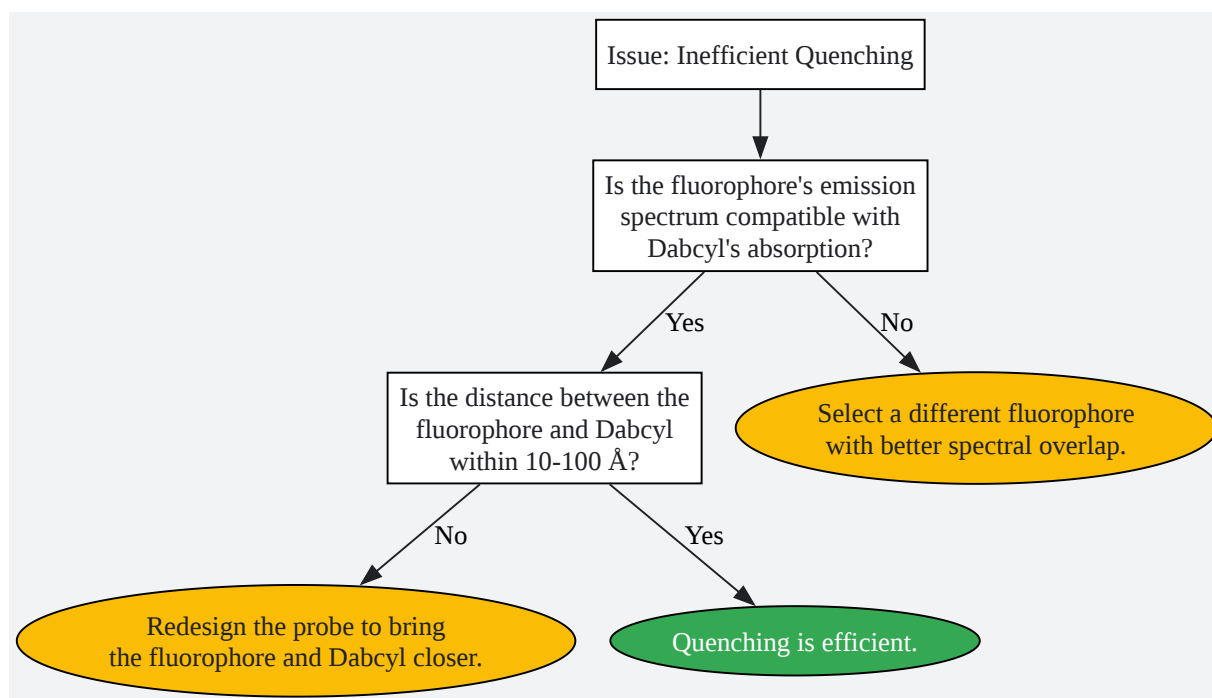 Issue: Inefficient Quenching
Is the fluorophore's emission
spectrum compatible with
Dabcyl's absorption?
Yes
No
Is the distance between the
fluorophore and Dabcyl
within 10-100 Å?
Select a different fluorophore
with better spectral overlap.
No
Yes
Redesign the probe to bring
the fluorophore and Dabcyl closer.
Quenching is efficient.